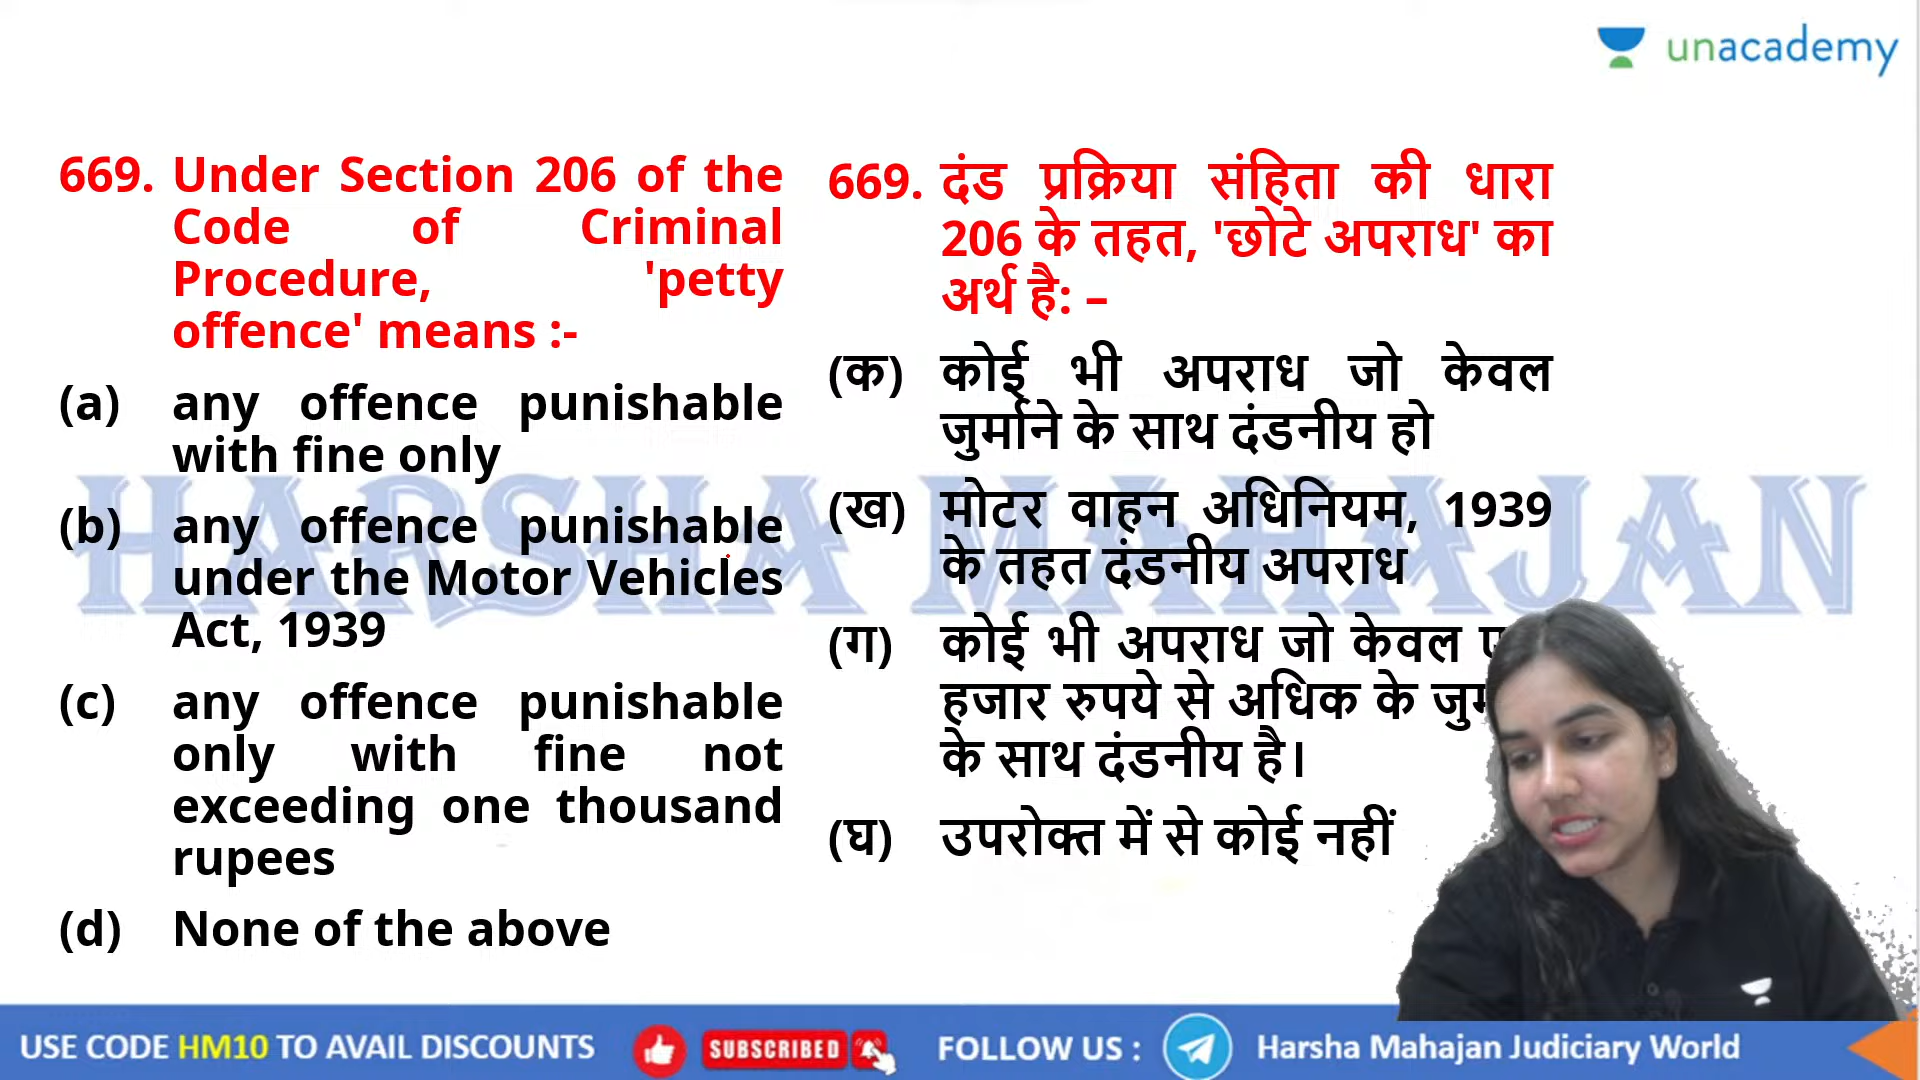 unacademy
669. Under Section 206 of the
Code of Criminal
Procedure, 'petty
offence' means :-
(a) any offence punishable
with fine only
(b) any offence punishable
under the Motor Vehicles
Act, 1939
(c) any offence punishable
only with fine not
exceeding one thousand
rupees
(d) None of the above
669. दंड प्रक्रिया संहिता की धारा
206 के तहत, 'छोटे अपराध' का
अर्थ है: –
(क) कोई भी अपराध जो केवल
जुर्माने के साथ दंडनीय हो
(ख) मोटर वाहन अधिनियम, 1939
के तहत दंडनीय अपराध
(ग) कोई भी अपराध जो केवल
हजार रुपये से अधिक के
के साथ दंडनीय है।
(घ) उपरोक्त में से कोई नहीं
HARSHA MAHAJAN
USE CODE HM10 TO AVAIL DISCOUNTS
SUBSCRIBED
FOLLOW US :
Harsha Mahajan Judiciary World